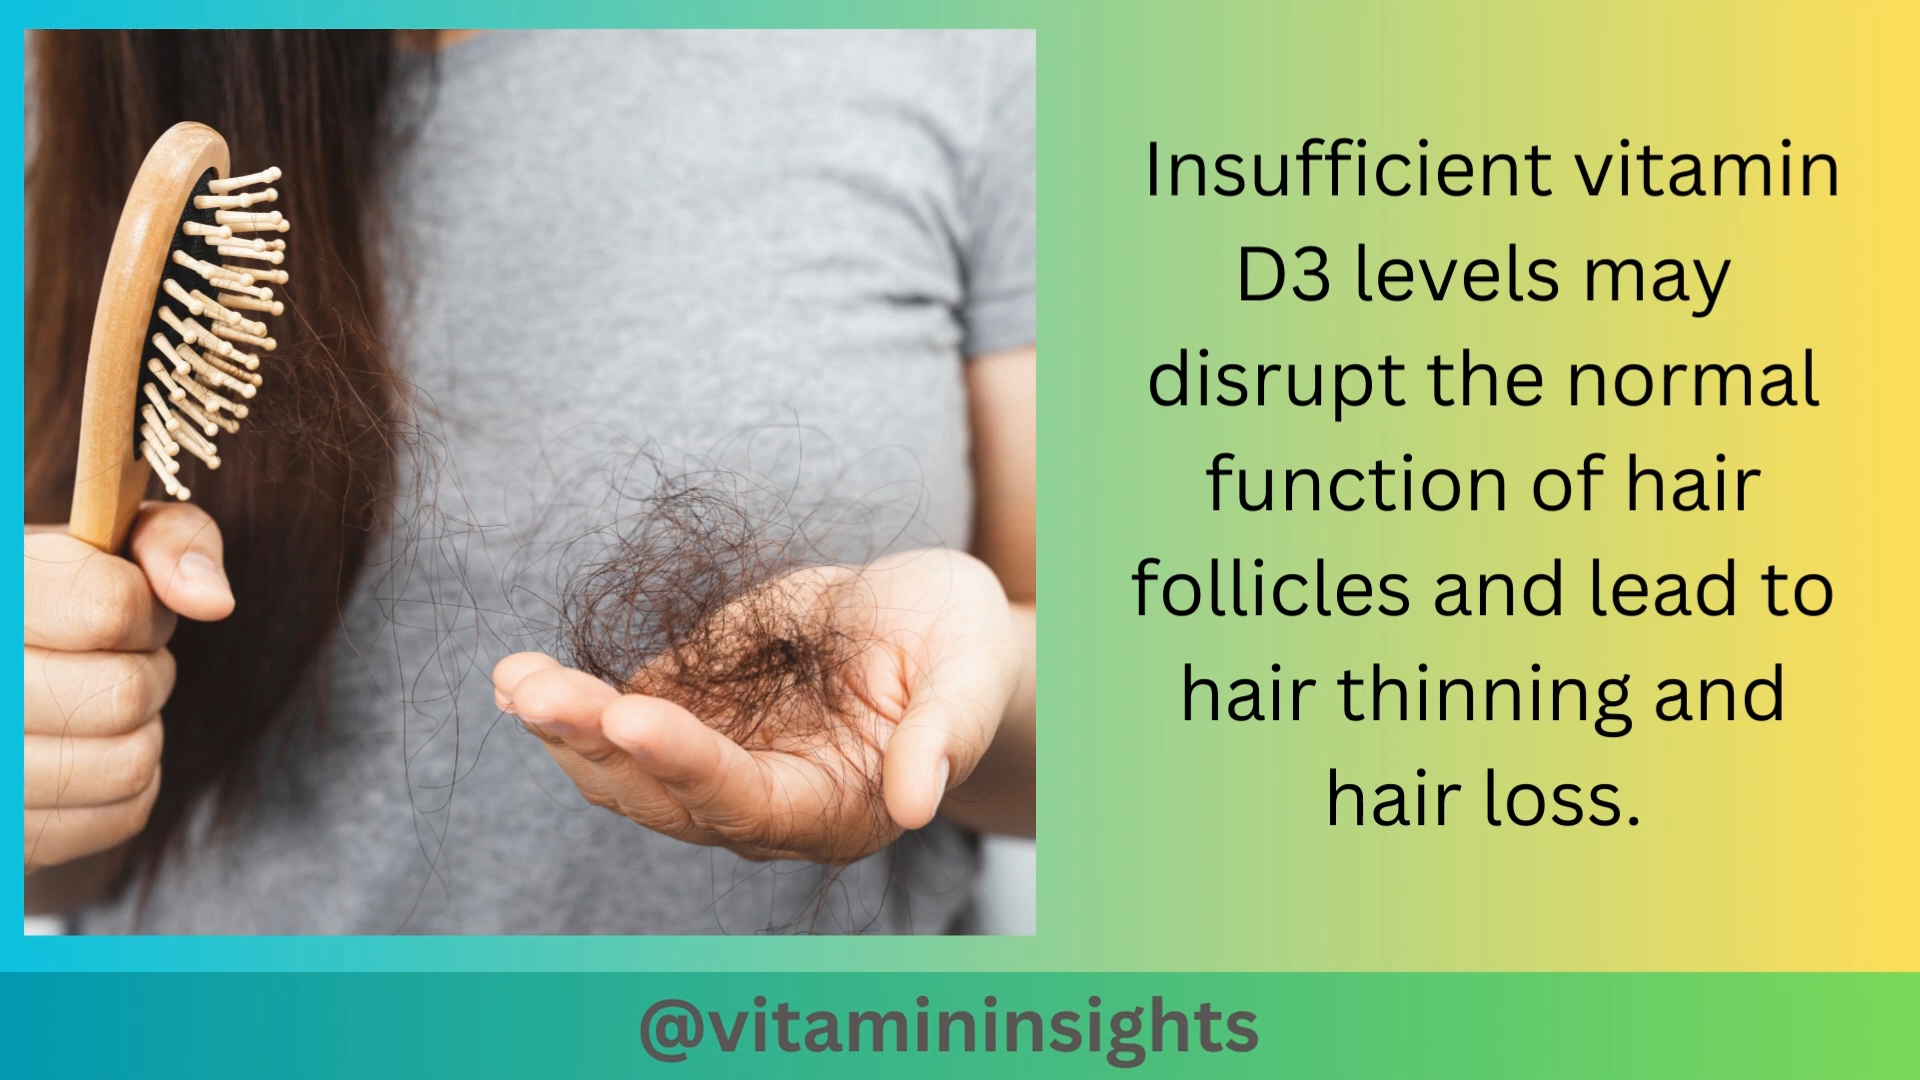 Insufficient vitamin
D3 levels may
disrupt the normal
function of hair
follicles and lead to
hair thinning and
hair loss.
@vitamininsights